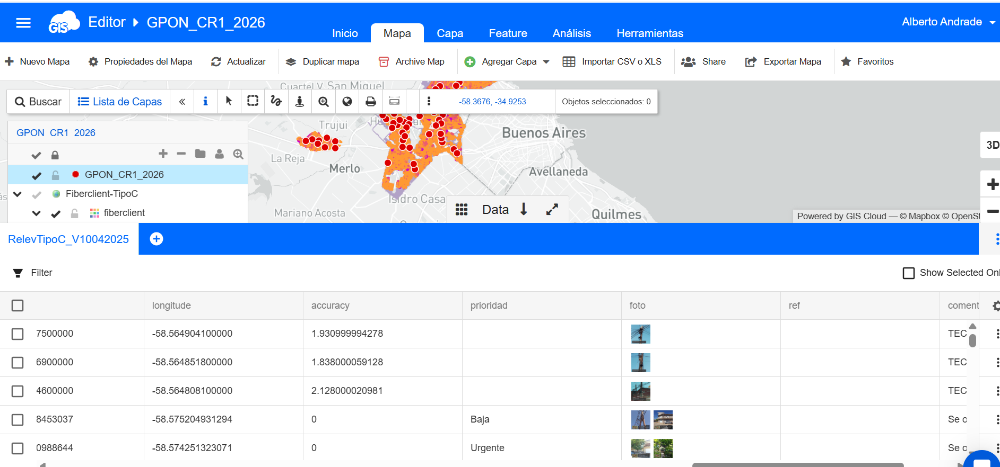 GIS Editor GPON_CR1_2026
Alberto Andrade
Inicio Mapa Capa Feature Análisis Herramientas
Nuevo Mapa Propiedades del Mapa Actualizar Duplicar mapa Archive Map Agregar Capa Importar CSV o XLS Share Exportar Mapa Favoritos
Cuartel V San Miguel
Buscar Lista de Capas « i -58.3676, -34.9253 Objetos seleccionados: 0
Trujui Hu
GPON_CR1_2026
Buenos Aires
3D
La Reja
Merlo
Avellaneda
GPON_CR1_2026
Fiberclient-TipoC
Isidro Casa
fiberclient
Mariano Acosta
Data
Quilmes
Powered by GIS Cloud — © Mapbox © OpenSt
RelevTipoC_V10042025
Filter
Show Selected Onl
longitude accuracy prioridad foto ref coment
7500000 -58.564904100000 1.930999994278 TEC
6900000 -58.564851800000 1.838000059128 TEC
4600000 -58.564808100000 2.128000020981 TEC
8453037 -58.575204931294 0 Baja Se o
0988644 -58.574251323071 0 Urgente Se o